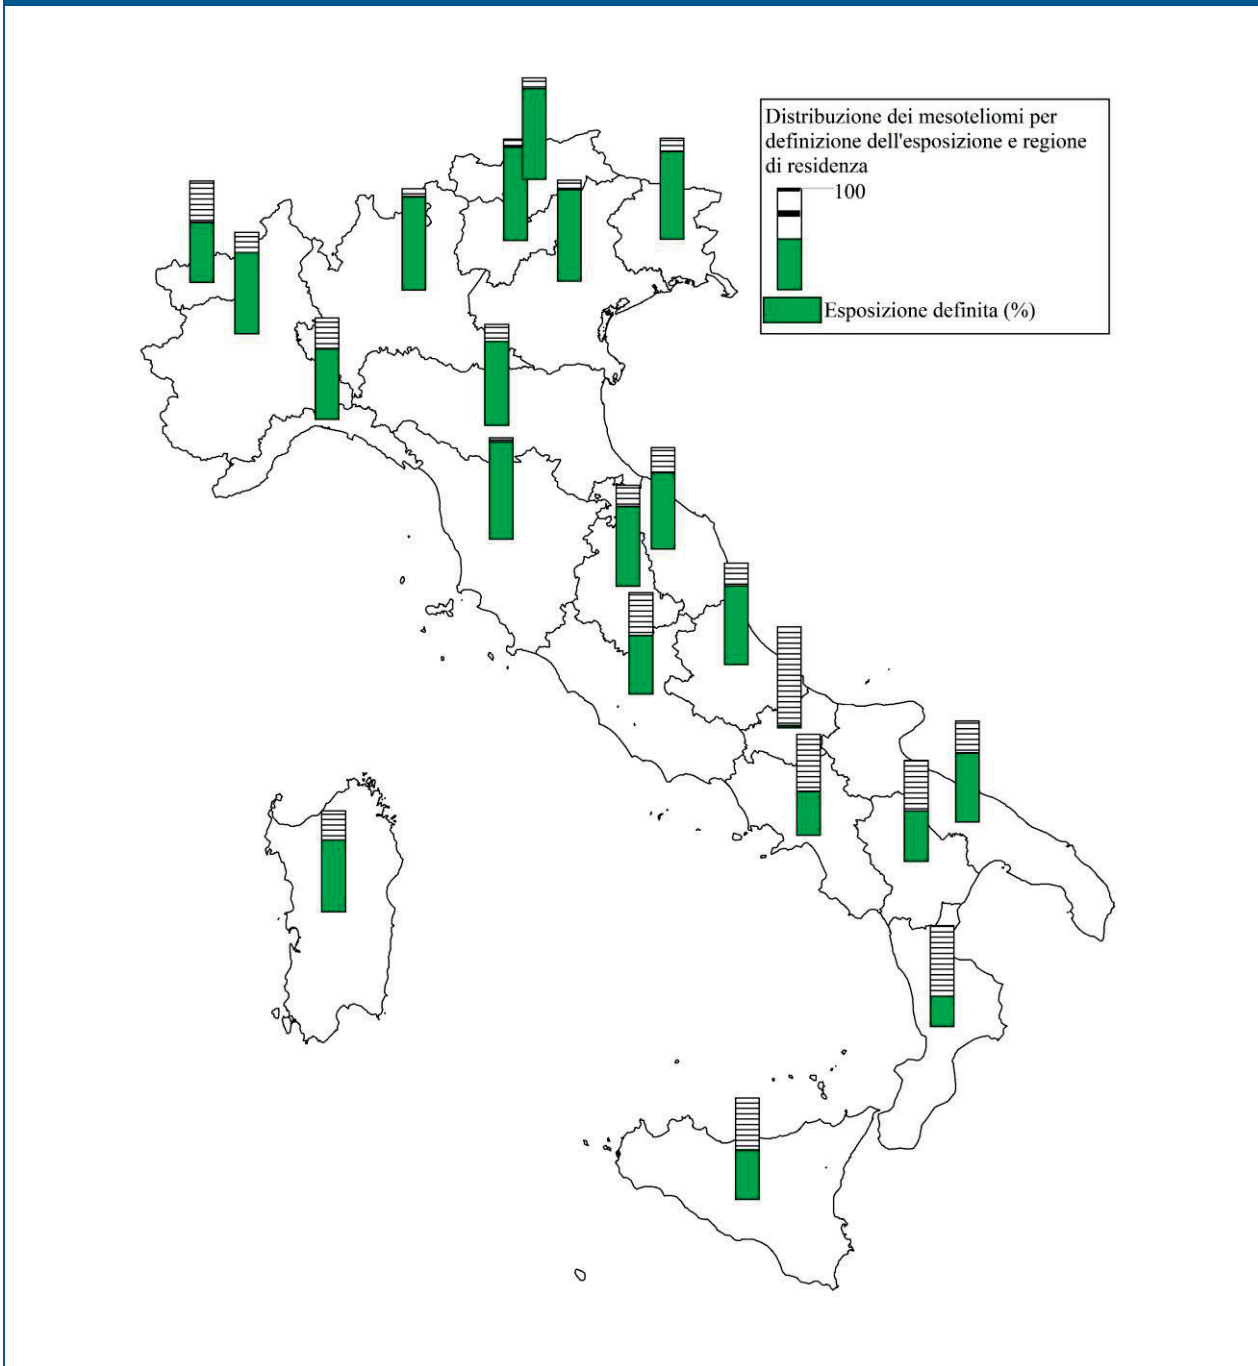 Distribuzione dei mesoteliomi per
definizione dell'esposizione e regione
di residenza
100
Esposizione definita (%)